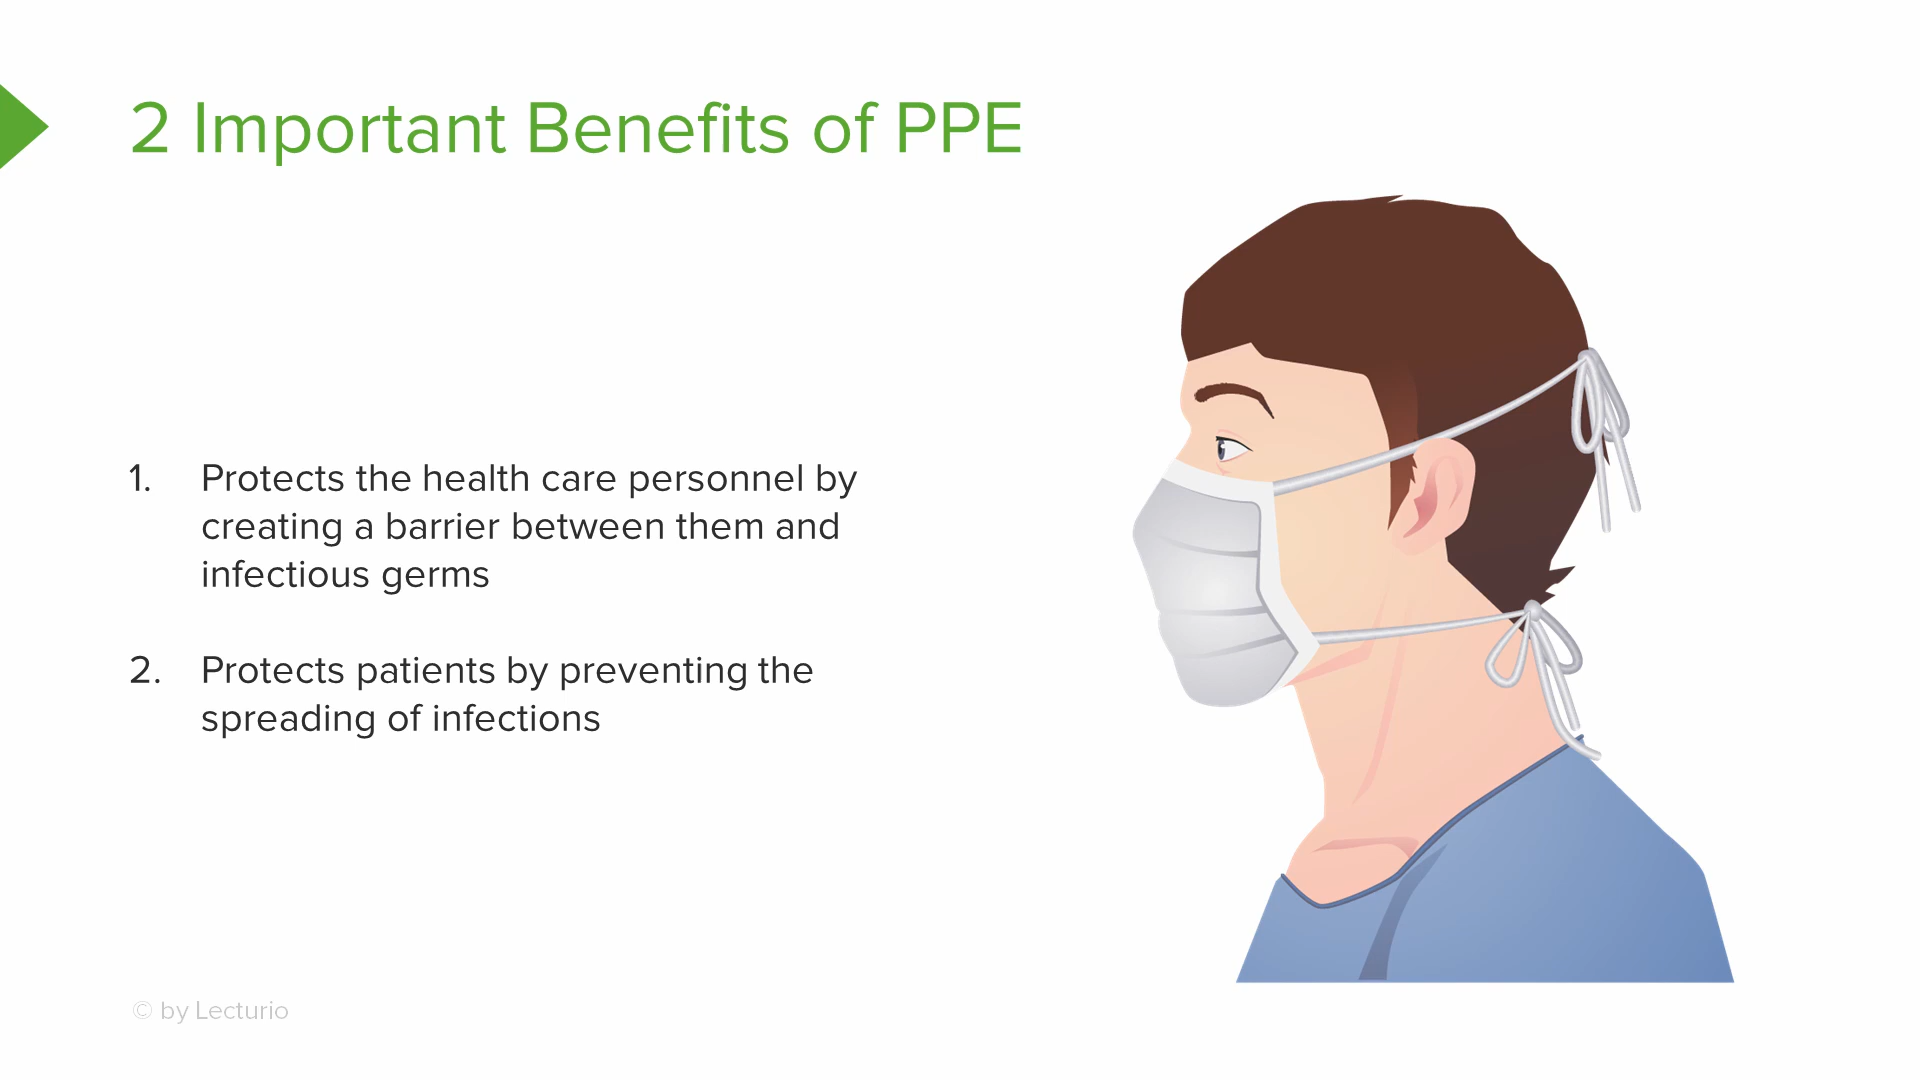 2 Important Benefits of PPE
1. Protects the health care personnel by
creating a barrier between them and
infectious germs
2. Protects patients by preventing the
spreading of infections
© by Lecturio